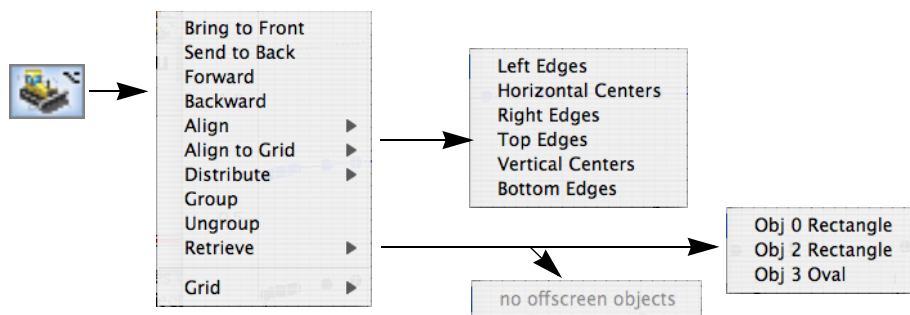 Bring to Front
Send to Back
Forward
Backward
Align
Align to Grid
Distribute
Group
Ungroup
Retrieve
Grid
Left Edges
Horizontal Centers
Right Edges
Top Edges
Vertical Centers
Bottom Edges
Obj 0 Rectangle
Obj 2 Rectangle
Obj 3 Oval
no offscreen objects